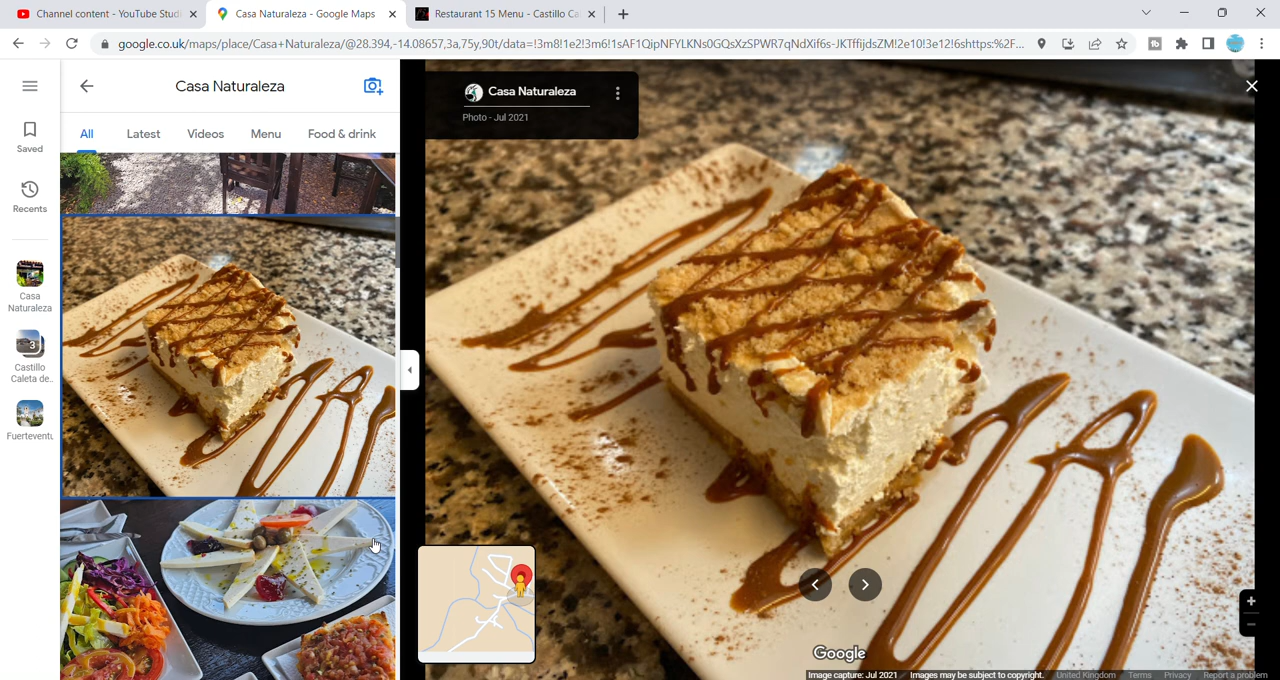 Channel content - YouTube Studi
Casa Naturaleza - Google Maps
Restaurant 15 Menu - Castillo Ca
google.co.uk/maps/place/Casa+Naturaleza/@28.394,-14.08657,3a,75y,90t/data=!3m8!1e2!3m6!1sAF1QipNFYLKNs0GQsXzSPWR7qNdXif6s-JKTffijdsZM!2e10!3e12!6shttps:%2F...
Casa Naturaleza
All Latest Videos Menu Food & drink
Saved
Recents
Casa
Naturaleza
3
Castillo
Caleta de..
Fuerteventu
Casa Naturaleza
Photo - Jul 2021
Google
Image capture: Jul 2021 Images may be subject to copyright. United Kingdom Terms Privacy Report a problem